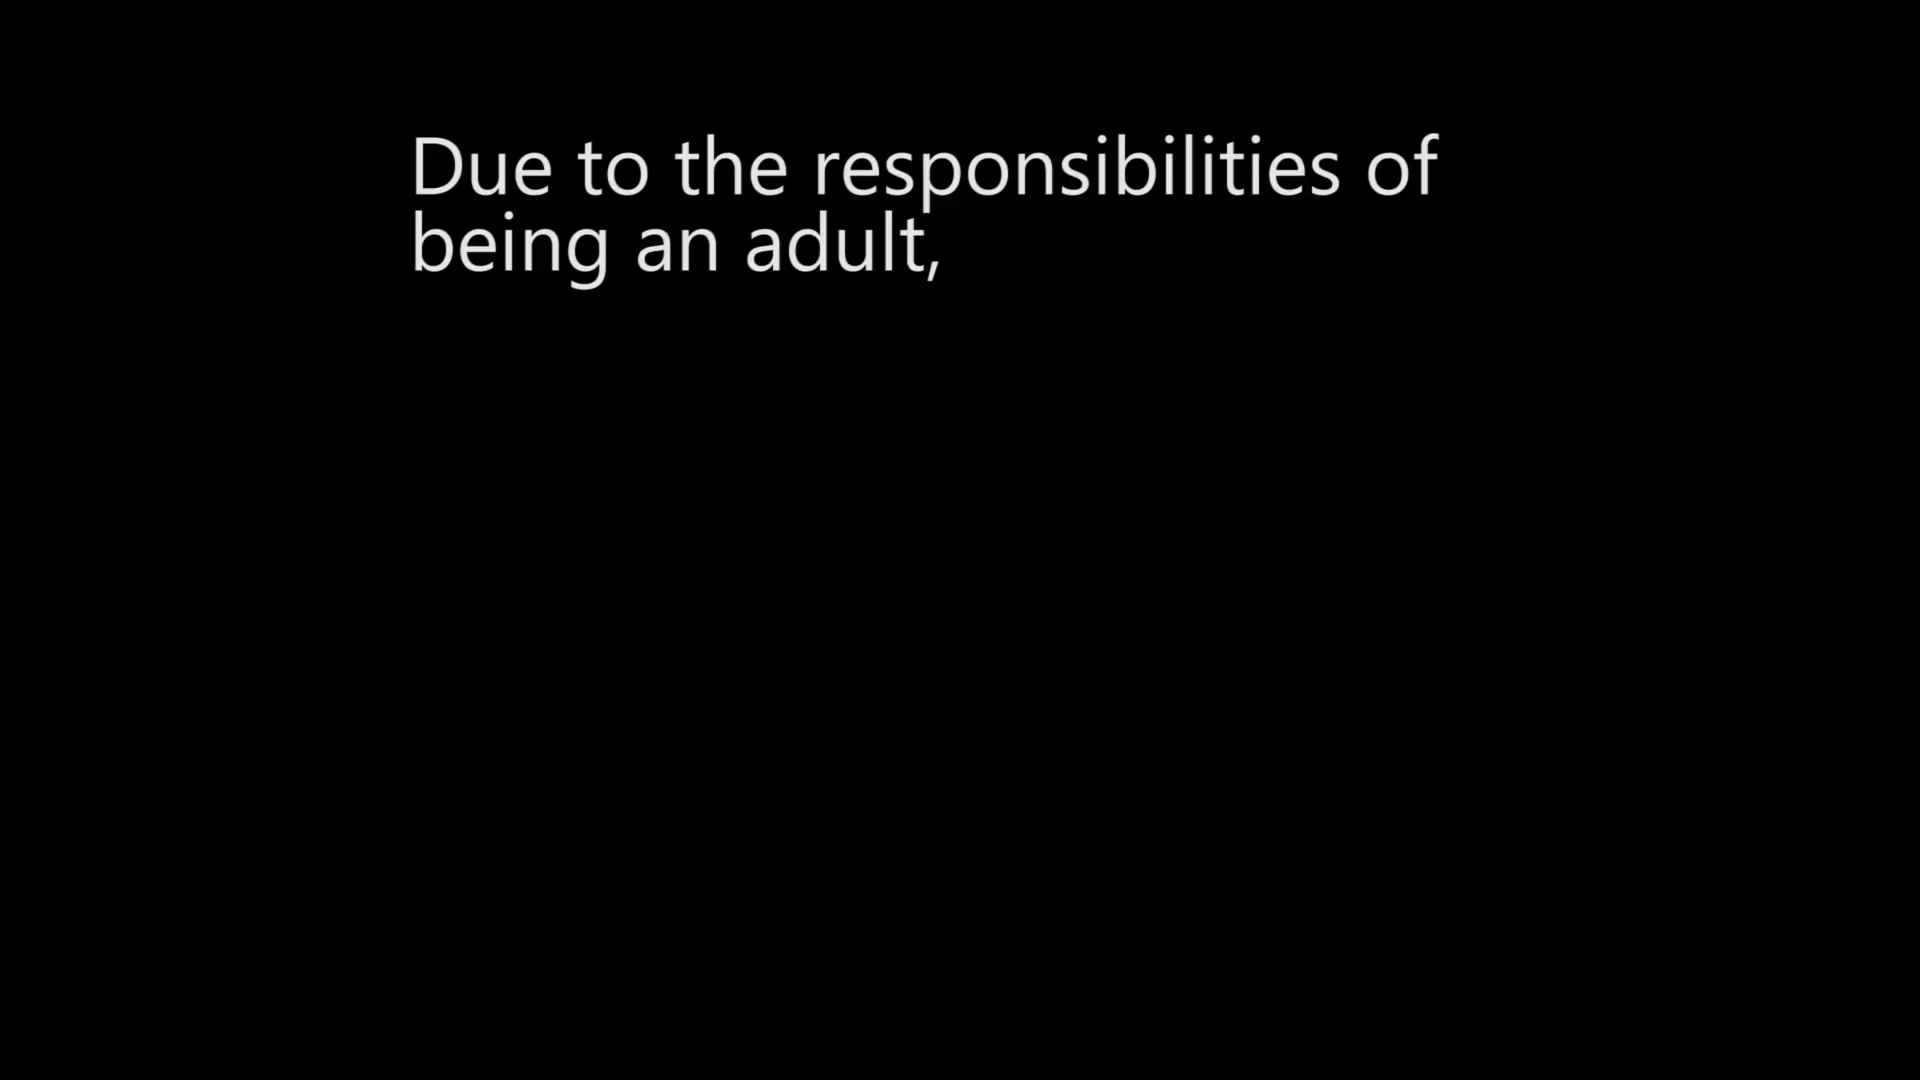 Due to the responsibilities of
being an adult,